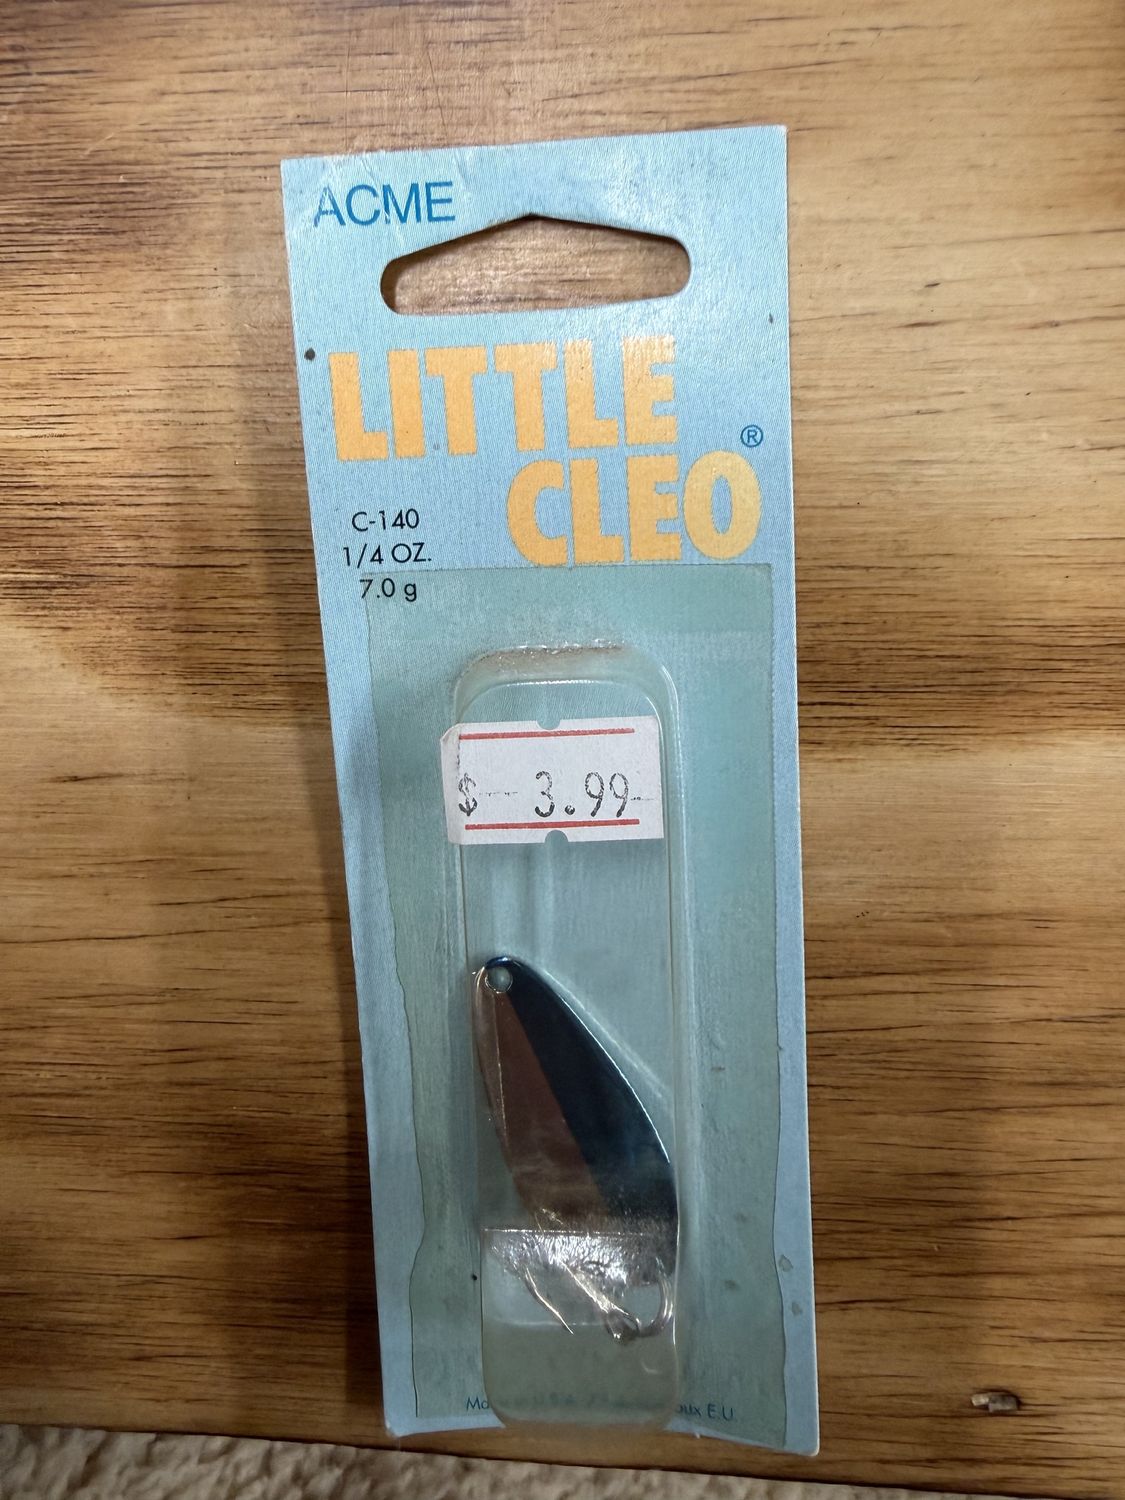 ACME
LITTLE
CLEO®
C-140
1/4 OZ.
7.0 g
$ 3.99
E.U.